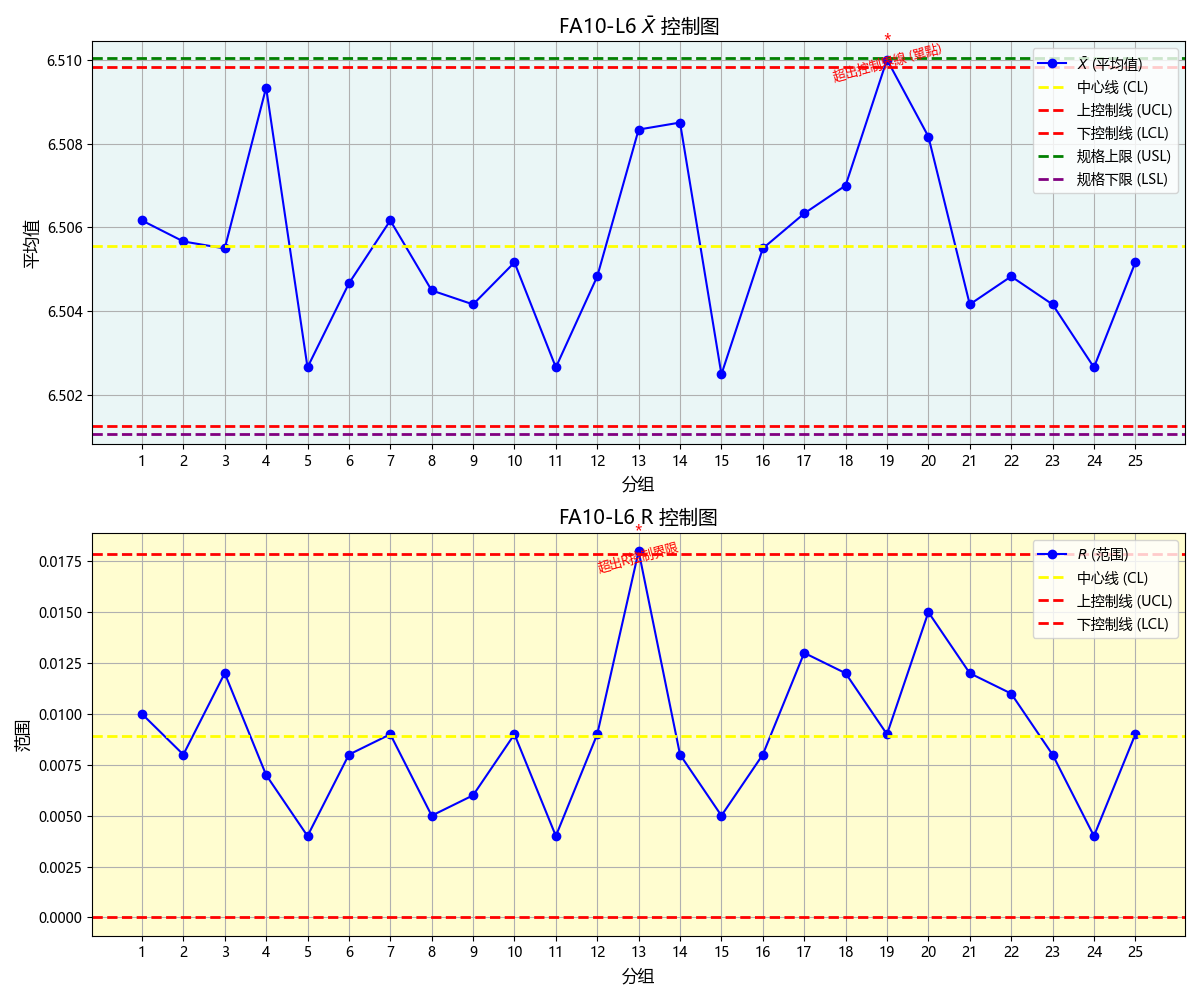 FA10-L6 X̄ 控制图
*
超出控制界線 (單點)
平均值
6.510
6.508
6.506
6.504
6.502
X̄ (平均值)
中心线 (CL)
上控制线 (UCL)
下控制线 (LCL)
规格上限 (USL)
规格下限 (LSL)
1 2 3 4 5 6 7 8 9 10 11 12 13 14 15 16 17 18 19 20 21 22 23 24 25
分组
FA10-L6 R 控制图
*
超出R控制界限
范围
0.0175
0.0150
0.0125
0.0100
0.0075
0.0050
0.0025
0.0000
R (范围)
中心线 (CL)
上控制线 (UCL)
下控制线 (LCL)
1 2 3 4 5 6 7 8 9 10 11 12 13 14 15 16 17 18 19 20 21 22 23 24 25
分组